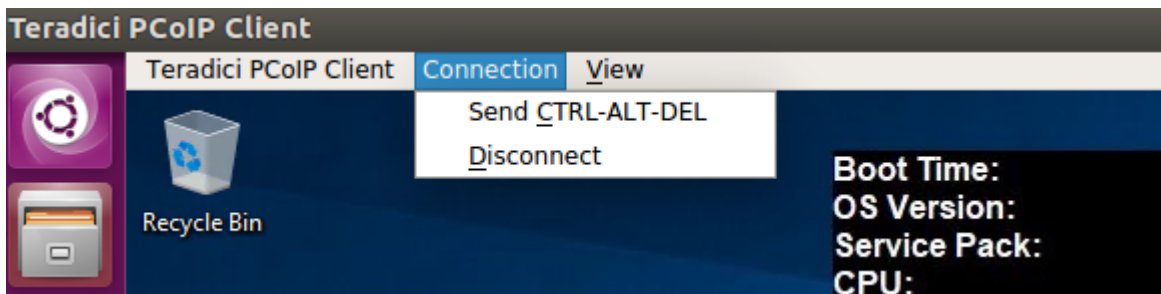 Teradici PCoIP Client
Teradici PCoIP Client Connection View
Send CTRL-ALT-DEL
Disconnect
Recycle Bin
Boot Time:
OS Version:
Service Pack:
CPU: